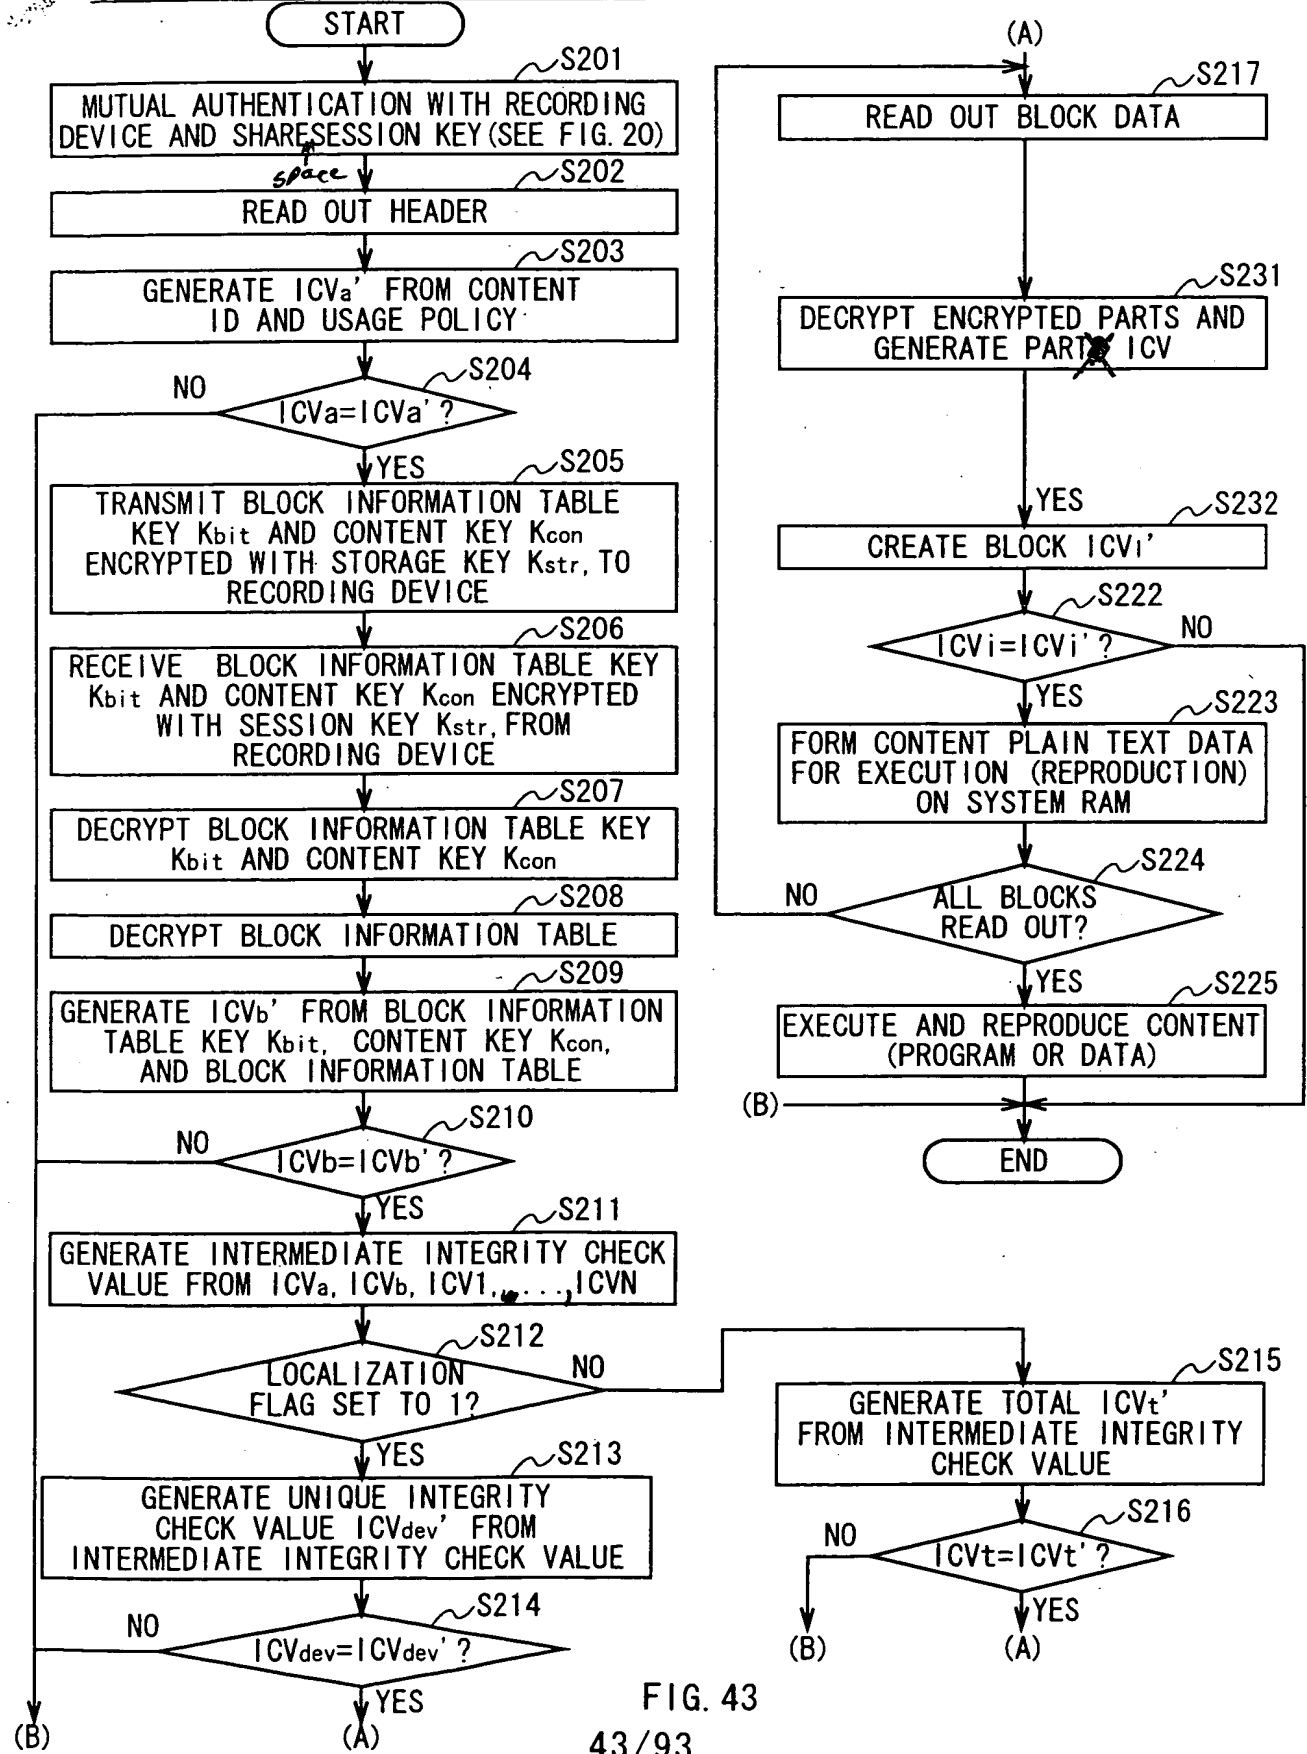 START
S201
MUTUAL AUTHENTICATION WITH RECORDING
DEVICE AND SHARESESSION KEY(SEE FIG. 20)
space
S202
READ OUT HEADER
S203
GENERATE ICVa' FROM CONTENT
ID AND USAGE POLICY
S204
NO
ICVa=ICVa'?
YES
S205
TRANSMIT BLOCK INFORMATION TABLE
KEY Kbit AND CONTENT KEY Kcon
ENCRYPTED WITH STORAGE KEY Kstr, TO
RECORDING DEVICE
S206
RECEIVE BLOCK INFORMATION TABLE KEY
Kbit AND CONTENT KEY Kcon ENCRYPTED
WITH SESSION KEY Kstr, FROM
RECORDING DEVICE
S207
DECRYPT BLOCK INFORMATION TABLE KEY
Kbit AND CONTENT KEY Kcon
S208
DECRYPT BLOCK INFORMATION TABLE
S209
GENERATE ICVb' FROM BLOCK INFORMATION
TABLE KEY Kbit, CONTENT KEY Kcon,
AND BLOCK INFORMATION TABLE
S210
NO
ICVb=ICVb'?
YES
S211
GENERATE INTERMEDIATE INTEGRITY CHECK
VALUE FROM ICVa, ICVb, ICV1, . . . ., ICVN
S212
LOCALIZATION
FLAG SET TO 1?
NO
YES
S213
GENERATE UNIQUE INTEGRITY
CHECK VALUE ICVdev' FROM
INTERMEDIATE INTEGRITY CHECK VALUE
S214
NO
ICVdev=ICVdev'?
YES
(B)
(A)
(A)
S217
READ OUT BLOCK DATA
S231
DECRYPT ENCRYPTED PARTS AND
GENERATE PART ICV
YES
S232
CREATE BLOCK ICVi'
S222
ICVi=ICVi'?
NO
YES
S223
FORM CONTENT PLAIN TEXT DATA
FOR EXECUTION (REPRODUCTION)
ON SYSTEM RAM
S224
NO
ALL BLOCKS
READ OUT?
YES
S225
EXECUTE AND REPRODUCE CONTENT
(PROGRAM OR DATA)
(B)
END
S215
GENERATE TOTAL ICVt'
FROM INTERMEDIATE INTEGRITY
CHECK VALUE
S216
NO
ICVt=ICVt'?
YES
(B)
(A)
FIG. 43
43/93